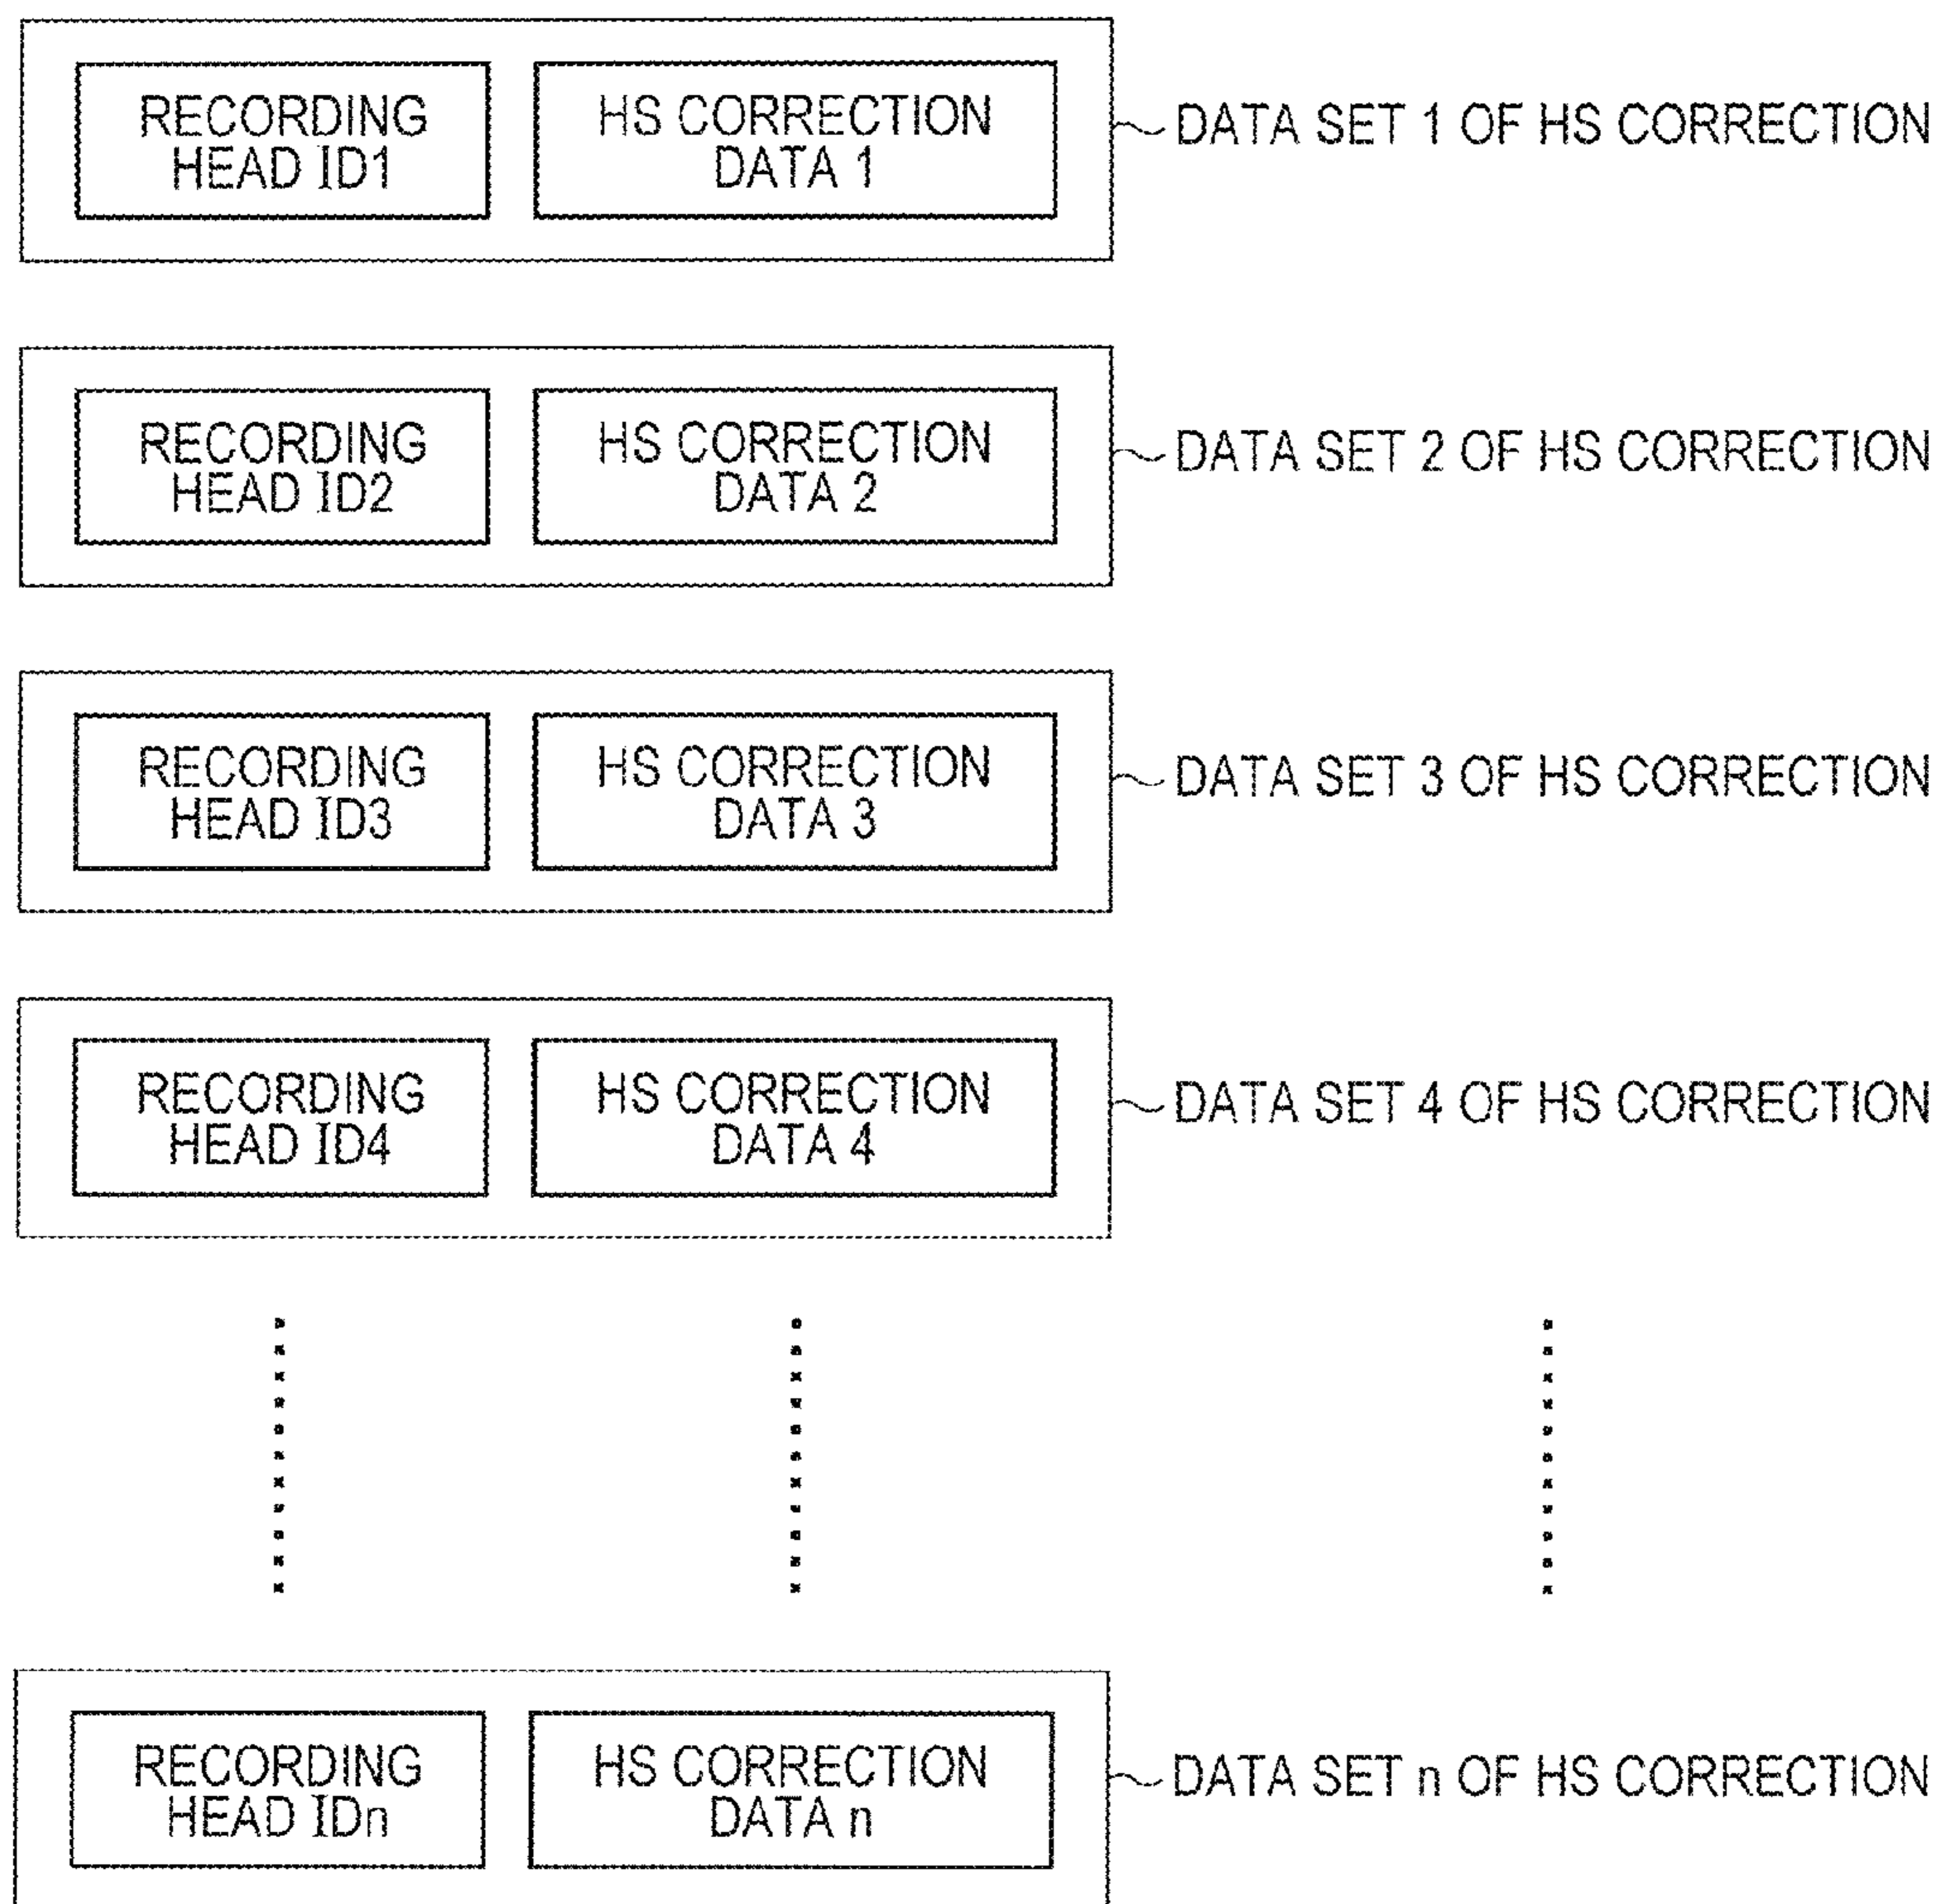 RECORDING
HEAD ID1
HS CORRECTION
DATA 1
DATA SET 1 OF HS CORRECTION
RECORDING
HEAD ID2
HS CORRECTION
DATA 2
DATA SET 2 OF HS CORRECTION
RECORDING
HEAD ID3
HS CORRECTION
DATA 3
DATA SET 3 OF HS CORRECTION
RECORDING
HEAD ID4
HS CORRECTION
DATA 4
DATA SET 4 OF HS CORRECTION
RECORDING
HEAD IDn
HS CORRECTION
DATA n
DATA SET n OF HS CORRECTION